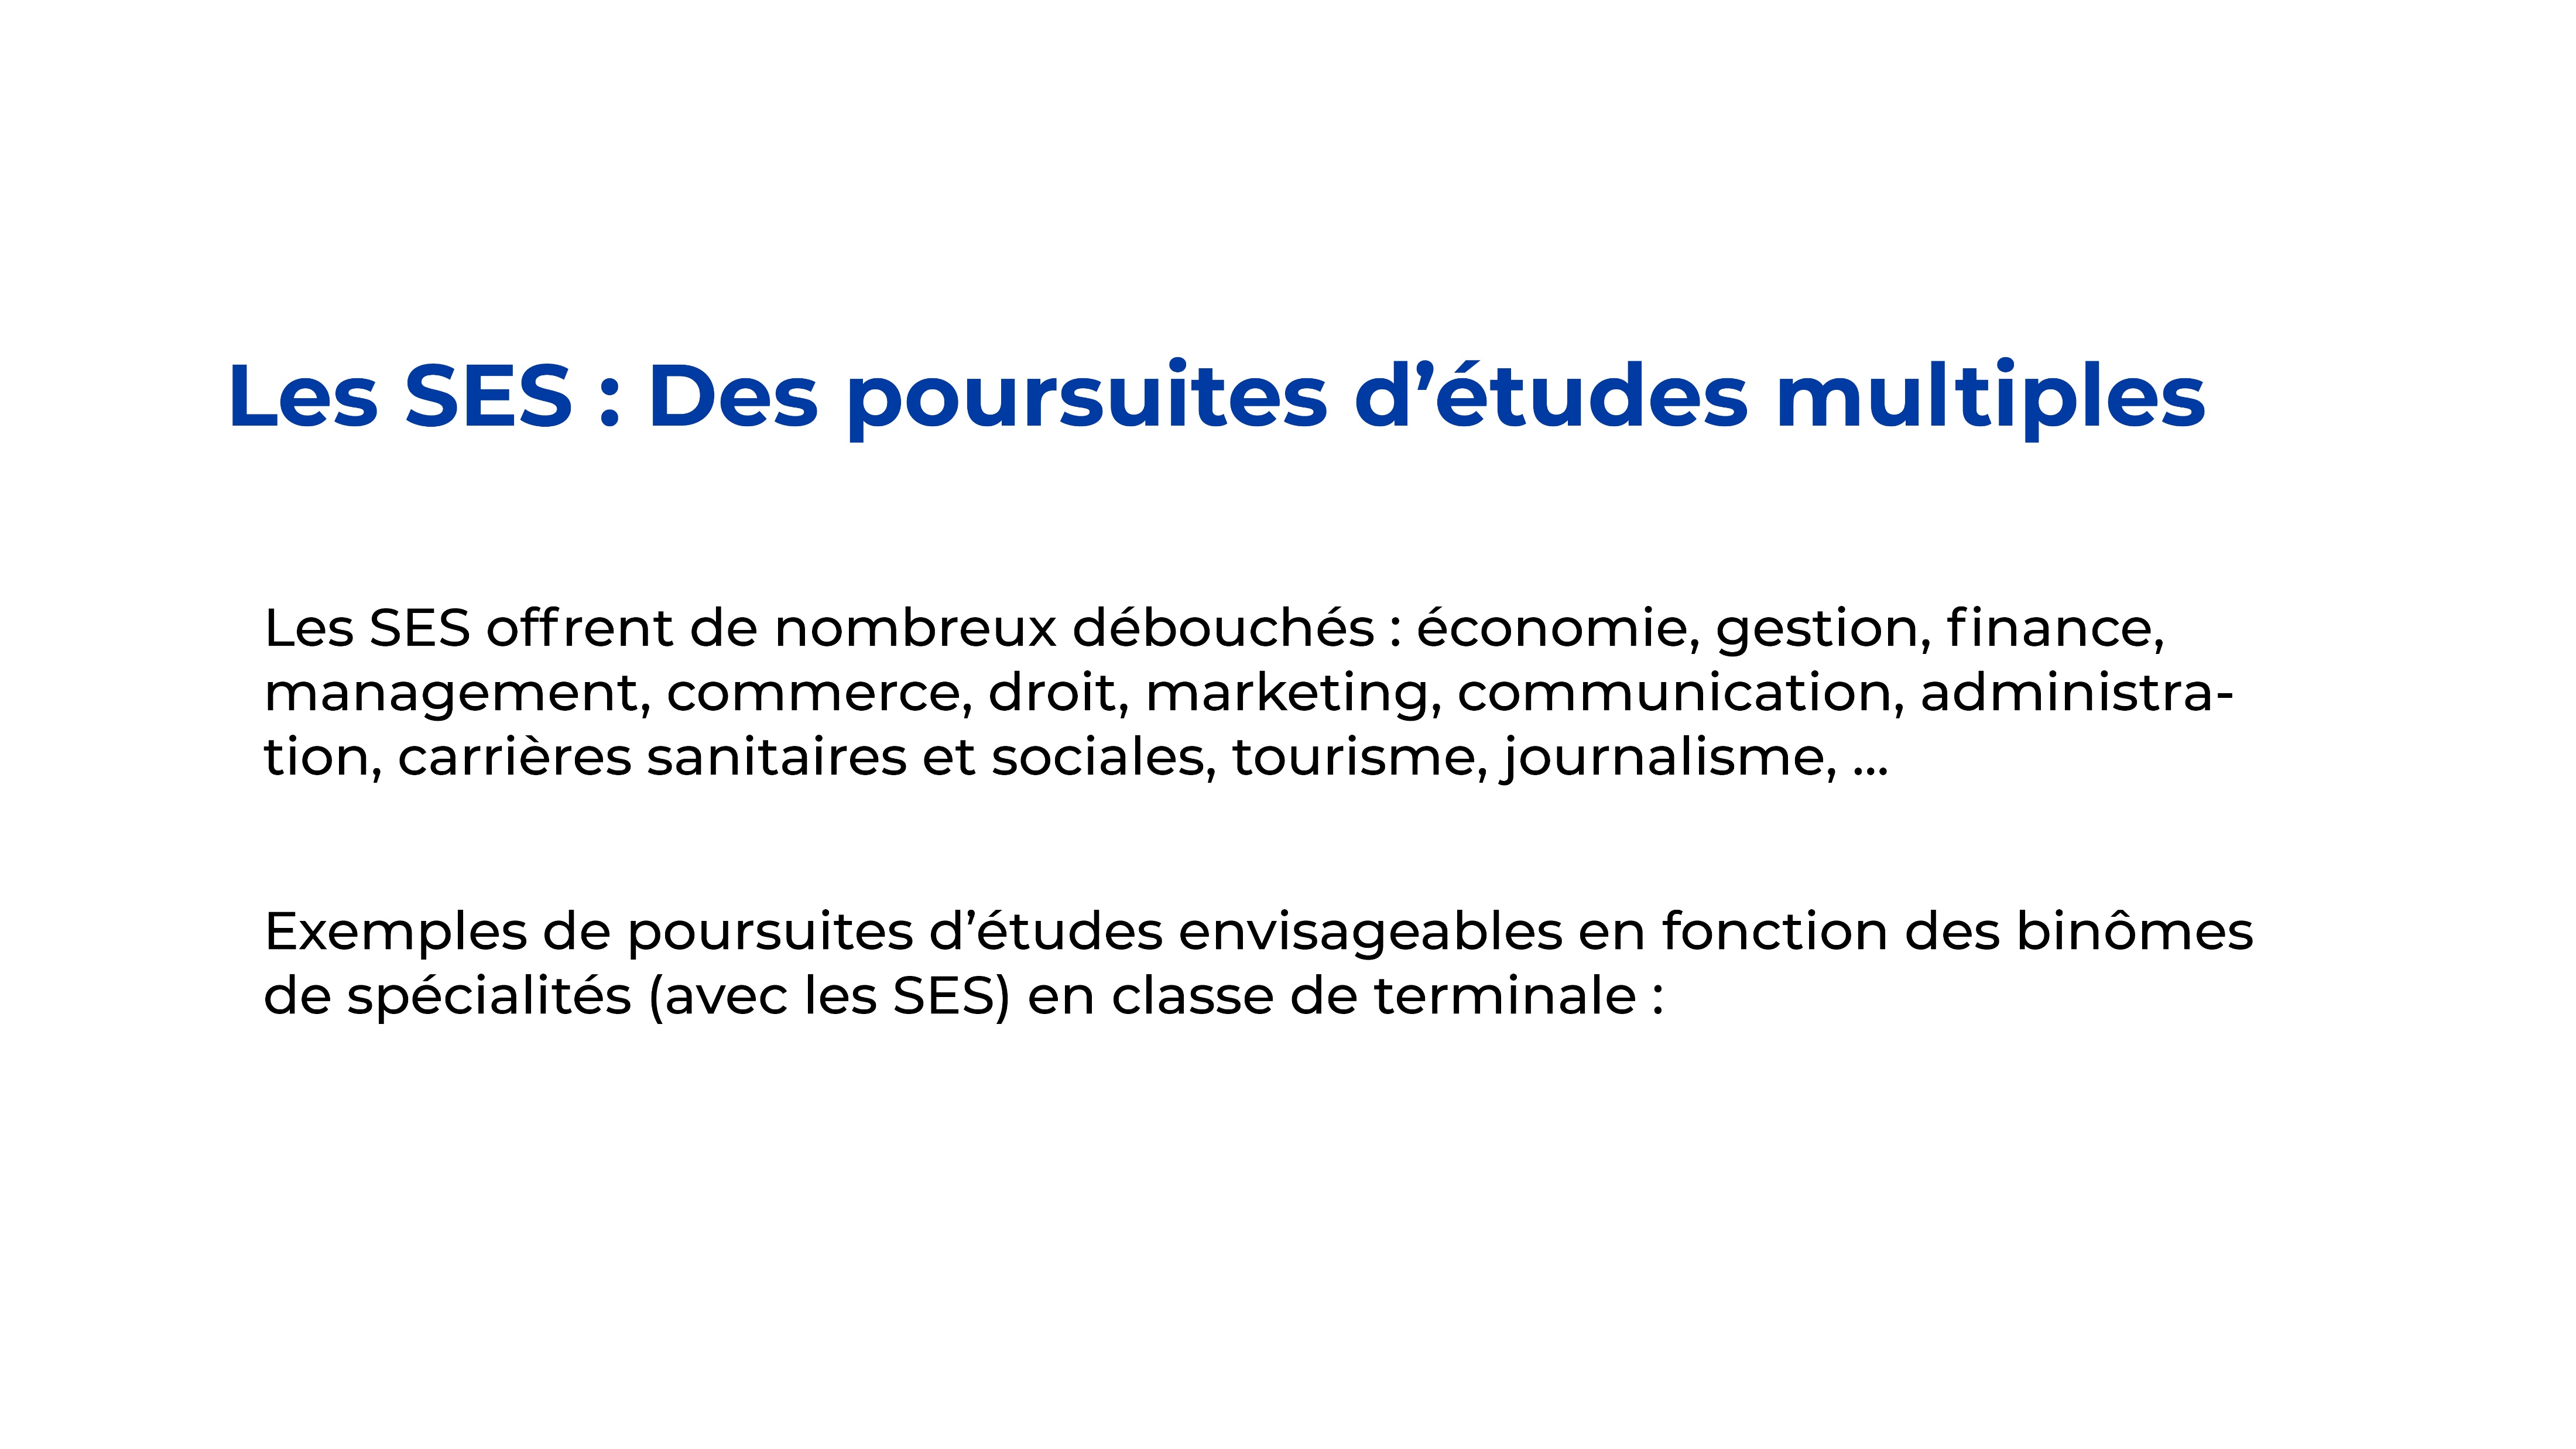 Les SES : Des poursuites d’études multiples
Les SES offrent de nombreux débouchés : économie, gestion, finance,
management, commerce, droit, marketing, communication, administra-
tion, carrières sanitaires et sociales, tourisme, journalisme, ...
Exemples de poursuites d’études envisageables en fonction des binômes
de spécialités (avec les SES) en classe de terminale :